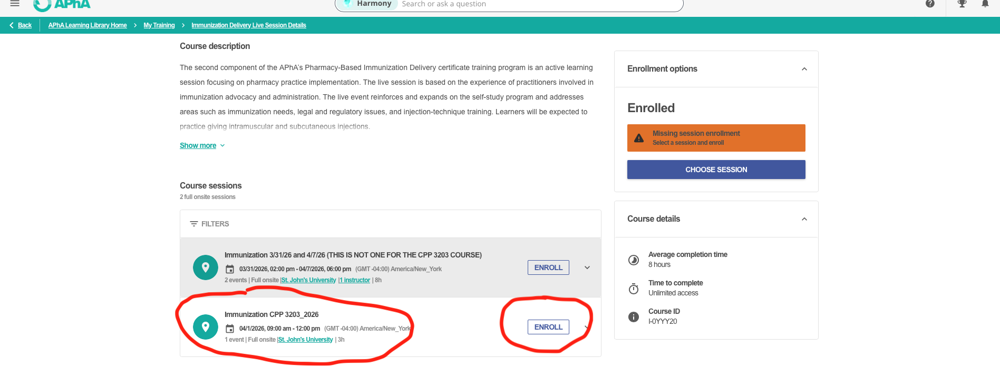 APhA
Harmony Search or ask a question
Back APhA Learning Library Home > My Training > Immunization Delivery Live Session Details
Course description
The second component of the APhA's Pharmacy-Based Immunization Delivery certificate training program is an active learning
session focusing on pharmacy practice implementation. The live session is based on the experience of practitioners involved in
immunization advocacy and administration. The live event reinforces and expands on the self-study program and addresses
areas such as immunization needs, legal and regulatory issues, and injection-technique training. Learners will be expected to
practice giving intramuscular and subcutaneous injections.
Show more
Course sessions
2 full onsite sessions
FILTERS
Immunization 3/31/26 and 4/7/26 (THIS IS NOT ONE FOR THE CPP 3203 COURSE)
03/31/2026, 02:00 pm - 04/7/2026, 06:00 pm (GMT -04:00) America/New_York
2 events | Full onsite | St. John's University | 1 instructor | 8h
ENROLL
Immunization CPP 3203_2026
04/1/2026, 09:00 am - 12:00 pm (GMT -04:00) America/New_York
1 event | Full onsite | St. John's University | 3h
ENROLL
Enrollment options
Enrolled
Missing session enrollment
Select a session and enroll
CHOOSE SESSION
Course details
Average completion time
8 hours
Time to complete
Unlimited access
Course ID
I-0YYY20